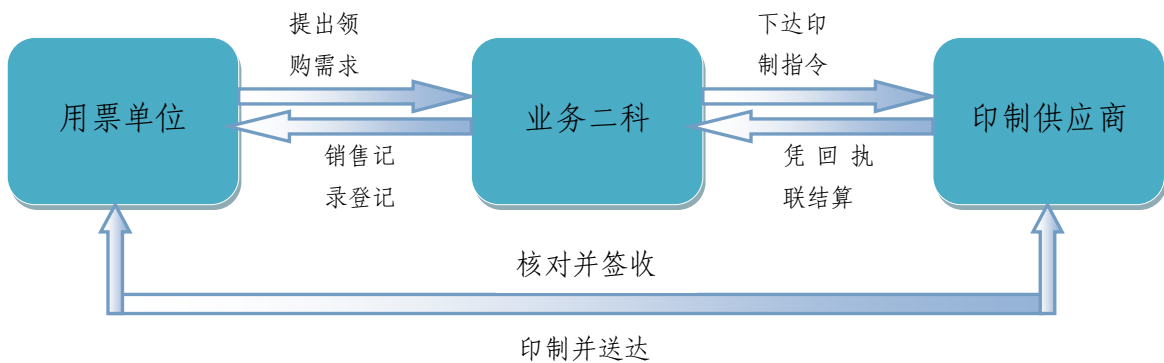 提出领
购需求
下达印
制指令
用票单位
业务二科
印制供应商
销售记
录登记
凭回执
联结算
核对并签收
印制并送达